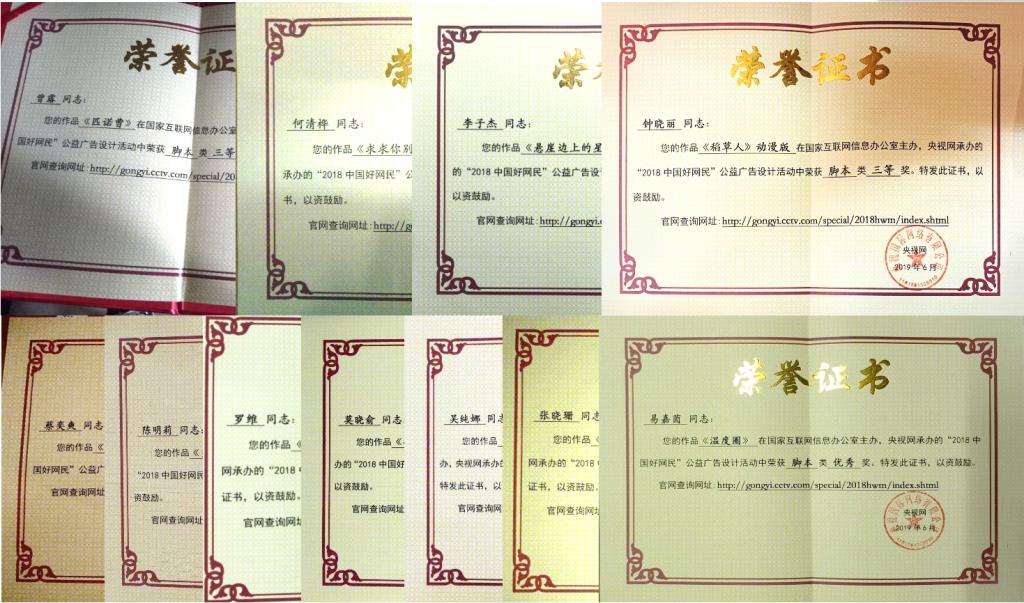 荣誉证
曾露 同志：
您的作品《匹诺曹》在国家互联网信息办公室
国好网民”公益广告设计活动中荣获 脚本 类 三等
官网查询网址：http://gongyi.cctv.com/special/20
荣
何清桦 同志：
您的作品《求求你别
承办的“2018 中国好网民”公
书，以资鼓励。
官网查询网址：http://g
荣
李子杰 同志：
您的作品《悬崖边上的星
的“2018 中国好网民”公益广告设
以资鼓励。
官网查询网址：http://gongyi.c
荣誉证书
钟晓丽 同志：
您的作品《稻草人》动漫版 在国家互联网信息办公室主办，央视网承办的
“2018 中国好网民”公益广告设计活动中荣获 脚本 类 三等 奖。特发此证书，以
资鼓励。
官网查询网址：http://gongyi.cctv.com/special/2018hwm/index.shtml
央视网
2019 年 6 月
蔡奕爽 同志
您的作品《
国好网民”公益广
官网查询网址
陈明莉 同志
您的作品《
“2018 中国好网民
资鼓励。
官网查询网址
罗维 同志：
您的作品
网承办的“2018
证书，以资鼓励。
官网查询网址
莫晓俞 同志
您的作品《
办的“2018 中国
以资鼓励。
官网查询网址
吴纯娜 同志
您的作品
办，央视网承办
特发此证书，以
官网查询网
张晓珊 同志
您的作品《
网承办的“2018
证书，以资鼓励。
官网查询网
荣誉证书
易嘉茵 同志：
您的作品《温度圈》 在国家互联网信息办公室主办，央视网承办的“2018 中
国好网民”公益广告设计活动中荣获 脚本 类 优秀 奖。特发此证书，以资鼓励。
官网查询网址：http://gongyi.cctv.com/special/2018hwm/index.shtml
央视网
2019 年 6 月